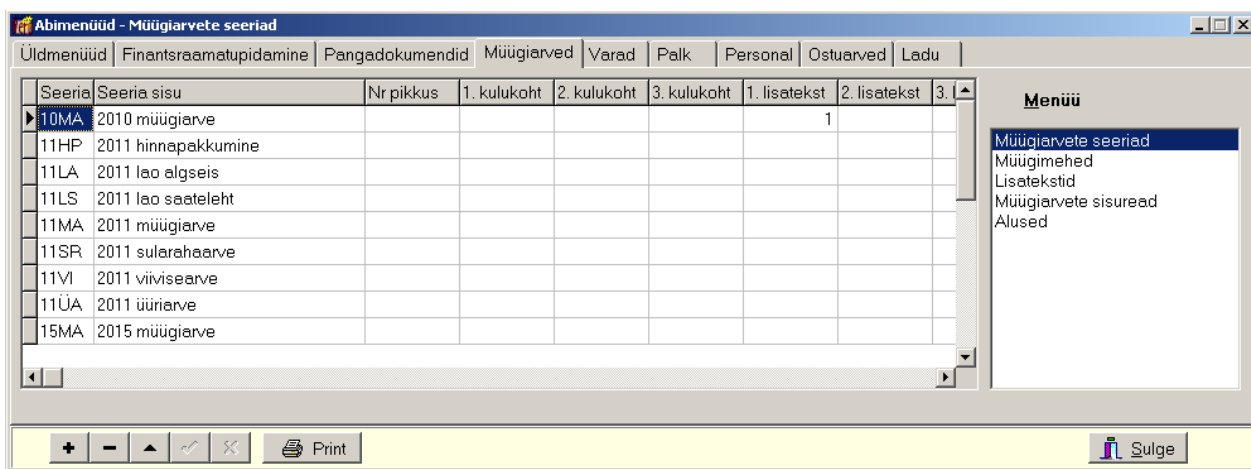 Abimenüüd - Müügiarvete seeriad
Üldmenüüd Finantsraamatupidamine Pangadokumendid Müügiarved Varad Palk Personal Ostuarved Ladu
Seeria Seeria sisu Nr pikkus 1. kulukoht 2. kulukoht 3. kulukoht 1. lisatekst 2. lisatekst 3.
10MA 2010 müügiarve 1
11HP 2011 hinnapakkumine
11LA 2011 lao algseis
11LS 2011 lao saateleht
11MA 2011 müügiarve
11SR 2011 sularahaarve
11VI 2011 viivisearve
11ÜA 2011 üüriarve
15MA 2015 müügiarve
Menüü
Müügiarvete seeriad
Müügimehed
Lisatekstid
Müügiarvete sisuread
Alused
Print
Sulge